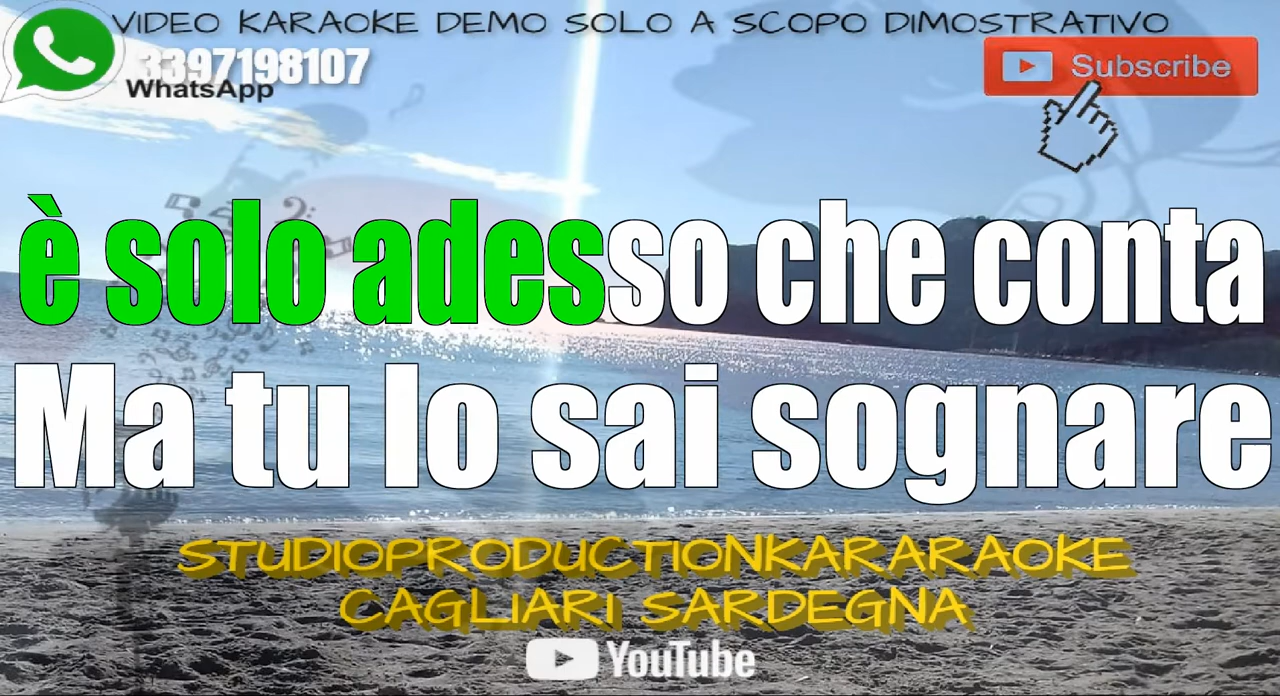 VIDEO KARAOKE DEMO SOLO A SCOPO DIMOSTRATIVO
3397198107
WhatsApp
Subscribe
è solo adesso che conta
Ma tu lo sai sognare
STUDIOPRODUCTIONKARARAOKE
CAGLIARI SARDEGNA
YouTube